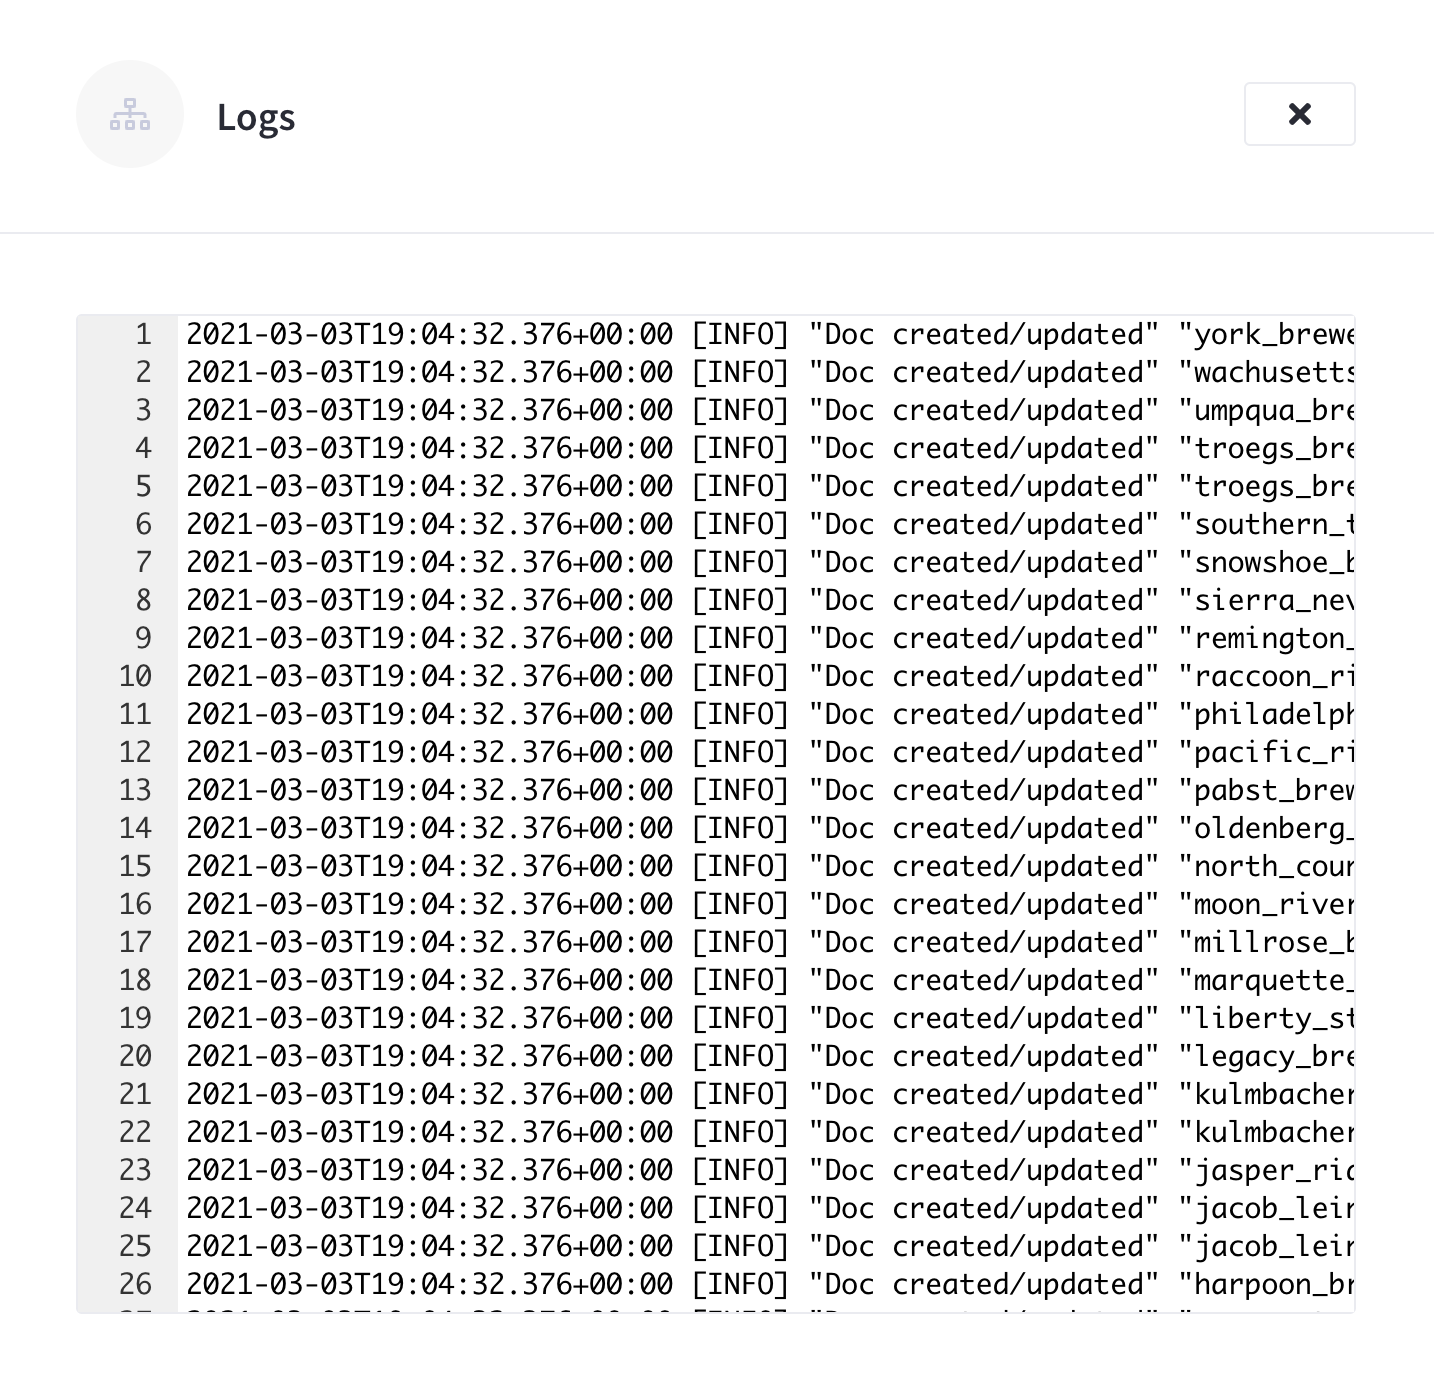 Logs
1 2021-03-03T19:04:32.376+00:00 [INFO] "Doc created/updated" "york_brewe
2 2021-03-03T19:04:32.376+00:00 [INFO] "Doc created/updated" "wachusetts
3 2021-03-03T19:04:32.376+00:00 [INFO] "Doc created/updated" "umpqua_bre
4 2021-03-03T19:04:32.376+00:00 [INFO] "Doc created/updated" "troegs_bre
5 2021-03-03T19:04:32.376+00:00 [INFO] "Doc created/updated" "troegs_bre
6 2021-03-03T19:04:32.376+00:00 [INFO] "Doc created/updated" "southern_t
7 2021-03-03T19:04:32.376+00:00 [INFO] "Doc created/updated" "snowshoe_b
8 2021-03-03T19:04:32.376+00:00 [INFO] "Doc created/updated" "sierra_nev
9 2021-03-03T19:04:32.376+00:00 [INFO] "Doc created/updated" "remington_
10 2021-03-03T19:04:32.376+00:00 [INFO] "Doc created/updated" "raccoon_ri
11 2021-03-03T19:04:32.376+00:00 [INFO] "Doc created/updated" "philadelph
12 2021-03-03T19:04:32.376+00:00 [INFO] "Doc created/updated" "pacific_ri
13 2021-03-03T19:04:32.376+00:00 [INFO] "Doc created/updated" "pabst_brew
14 2021-03-03T19:04:32.376+00:00 [INFO] "Doc created/updated" "oldenberg_
15 2021-03-03T19:04:32.376+00:00 [INFO] "Doc created/updated" "north_coun
16 2021-03-03T19:04:32.376+00:00 [INFO] "Doc created/updated" "moon_river
17 2021-03-03T19:04:32.376+00:00 [INFO] "Doc created/updated" "millrose_b
18 2021-03-03T19:04:32.376+00:00 [INFO] "Doc created/updated" "marquette_
19 2021-03-03T19:04:32.376+00:00 [INFO] "Doc created/updated" "liberty_st
20 2021-03-03T19:04:32.376+00:00 [INFO] "Doc created/updated" "legacy_bre
21 2021-03-03T19:04:32.376+00:00 [INFO] "Doc created/updated" "kulmbacher
22 2021-03-03T19:04:32.376+00:00 [INFO] "Doc created/updated" "kulmbacher
23 2021-03-03T19:04:32.376+00:00 [INFO] "Doc created/updated" "jasper_rid
24 2021-03-03T19:04:32.376+00:00 [INFO] "Doc created/updated" "jacob_lein
25 2021-03-03T19:04:32.376+00:00 [INFO] "Doc created/updated" "jacob_lein
26 2021-03-03T19:04:32.376+00:00 [INFO] "Doc created/updated" "harpoon_br